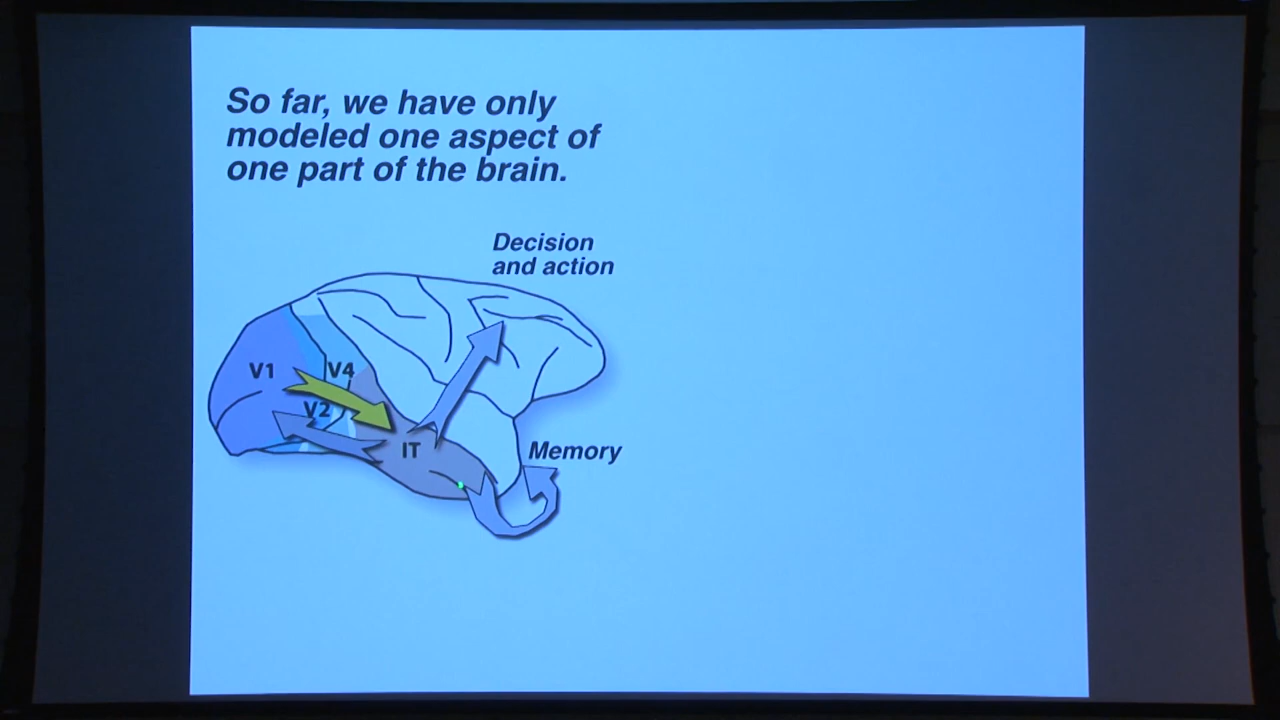 So far, we have only
modeled one aspect of
one part of the brain.
Decision
and action
V1
V4
V2
IT
Memory